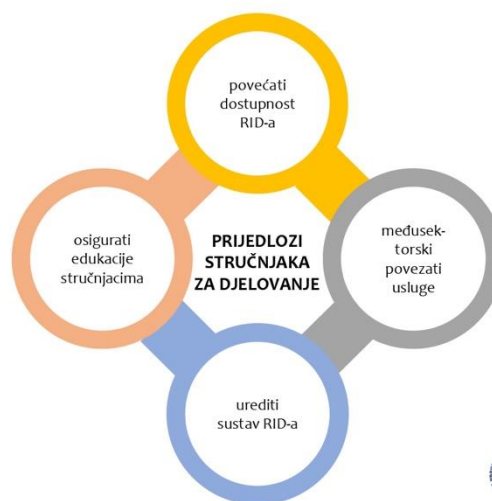 povećati
dostupnost
RID-a
osigurati
edukacije
stručnjacima
PRIJEDLOZI
STRUČNJAKA
ZA DJELOVANJE
međusek-
torski
povezati
usluge
urediti
sustav RID-a